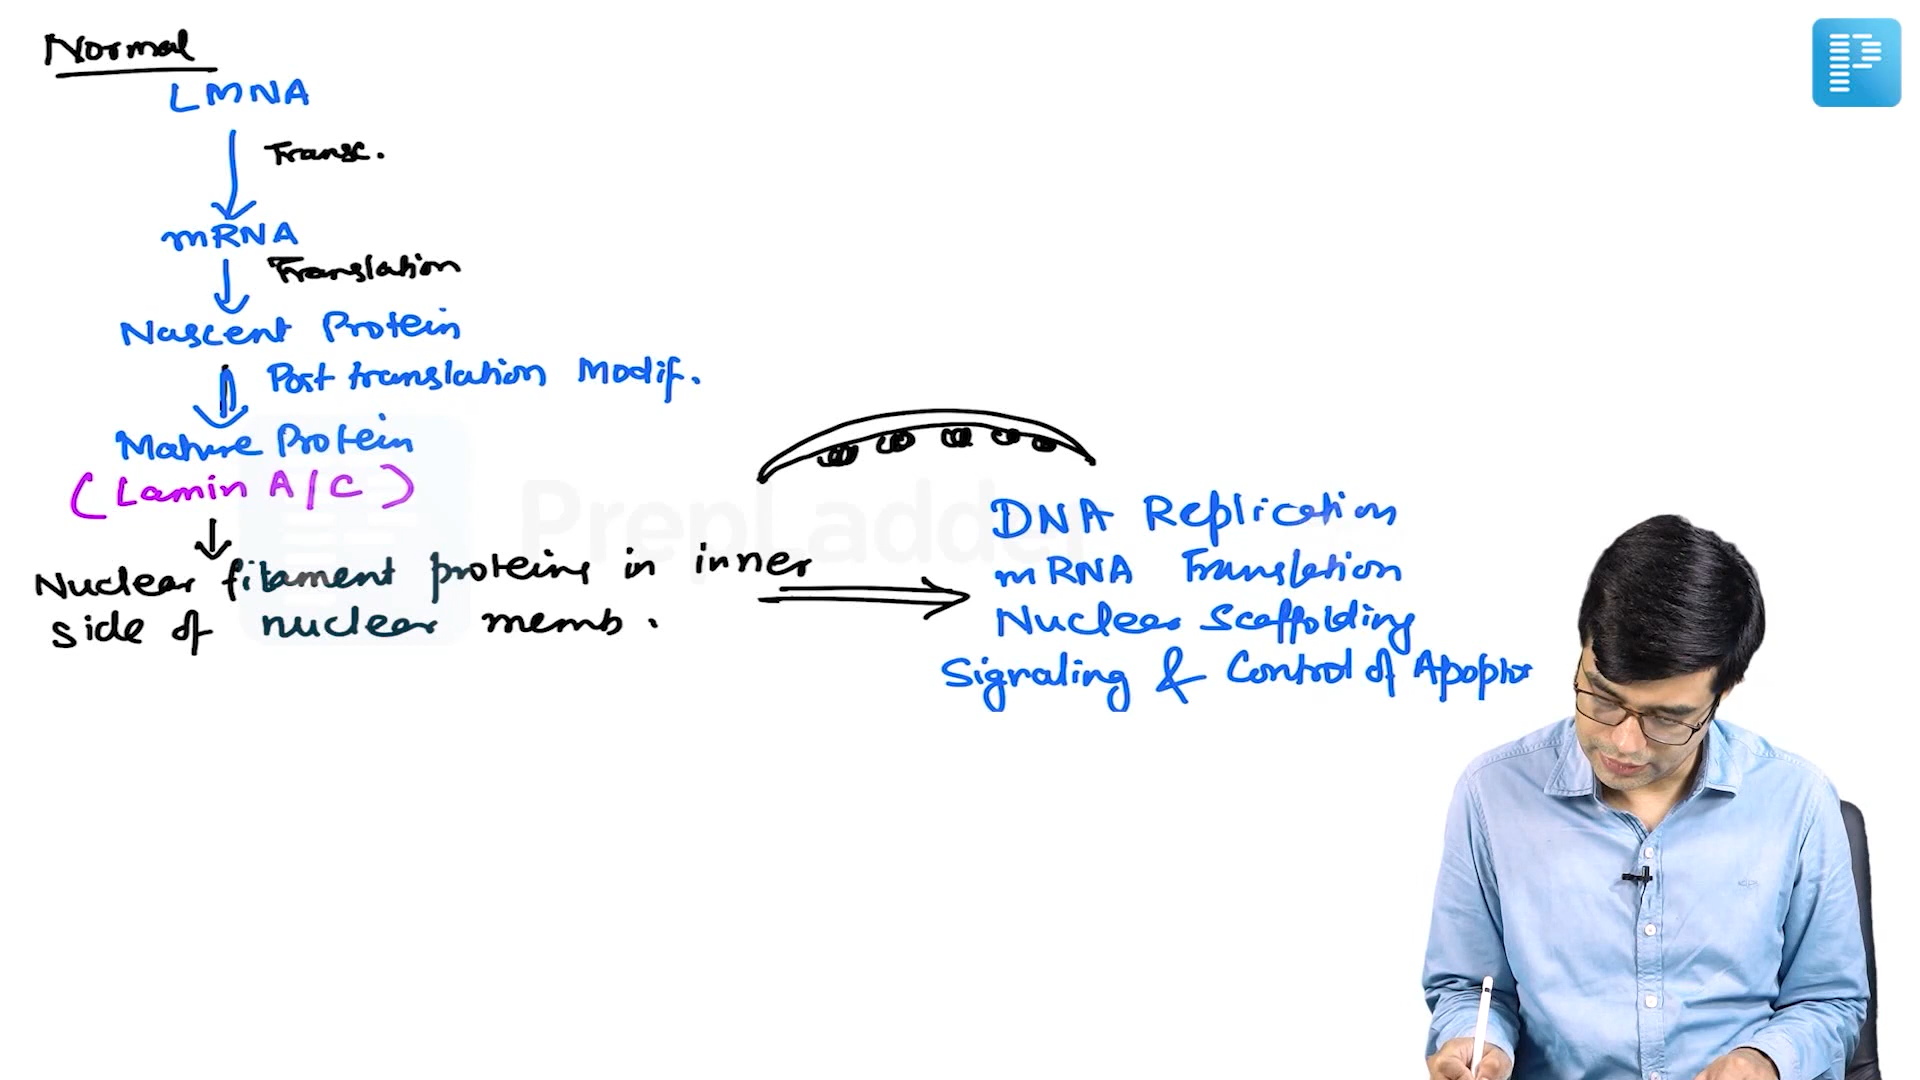 Normal
LMNA
Transc.
mRNA
Translation
Nascent Protein
Post translation Modif.
Mature Protein
(Lamin A/C)
Nuclear filament proteins in inner
side of nuclear memb.
DNA Replication
mRNA Translation
Nuclear Scaffolding
Signaling & Control of Apoptos
PrepLadder